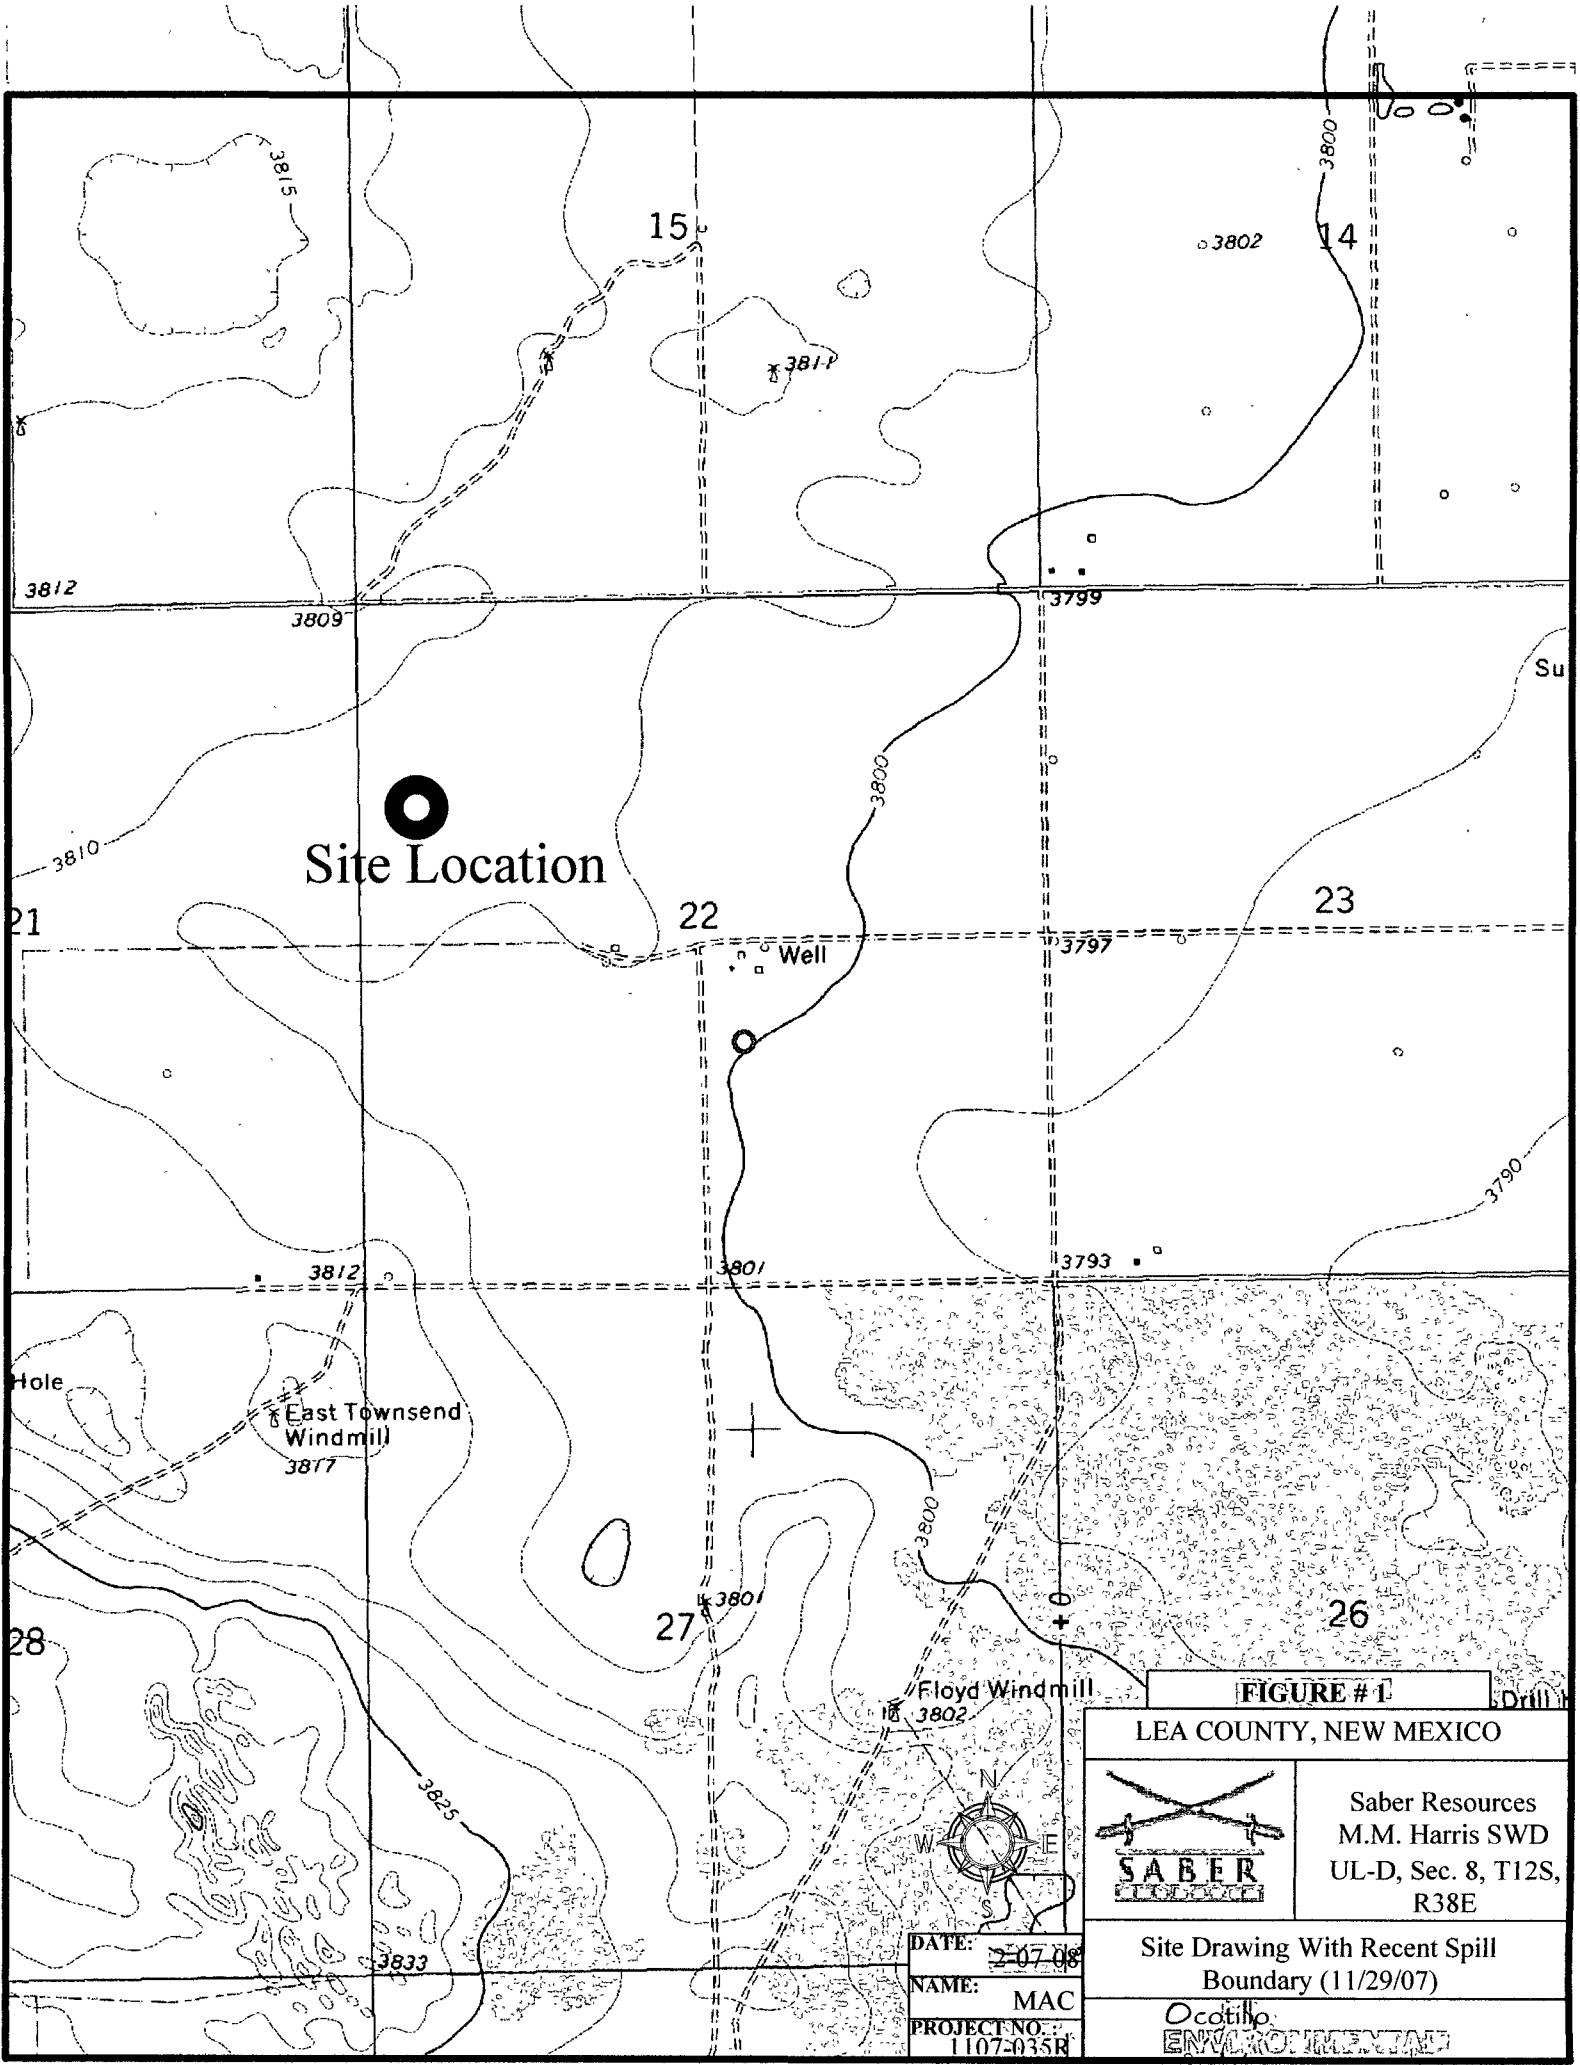 3800
3815
15
3802
14
3811
3812
3809
3799
Su
3800
3810
Site Location
21
22
23
Well
3797
3790
3812
3801
3793
Hole
East Townsend
Windmill
3817
3800
3801
27
26
28
Floyd Windmill
3802
Drill H
3825
3833
N
W
E
S
FIGURE # 1
LEA COUNTY, NEW MEXICO
SABER
Saber Resources
M.M. Harris SWD
UL-D, Sec. 8, T12S,
R38E
DATE: 2-07-08
NAME: MAC
PROJECT NO.:
1107-035R
Site Drawing With Recent Spill
Boundary (11/29/07)
Ocotillo
ENVIRONMENTAL